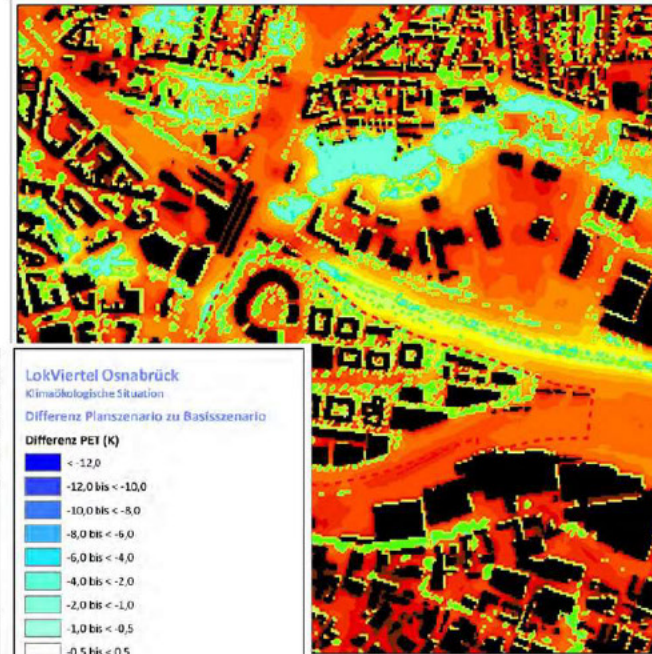 LokViertel Osnabrück
Klimaökologische Situation
Differenz Planszenario zu Basisszenario
Differenz PET (K)
< -12,0
-12,0 bis < -10,0
-10,0 bis < -8,0
-8,0 bis < -6,0
-6,0 bis < -4,0
-4,0 bis < -2,0
-2,0 bis < -1,0
-1,0 bis < -0,5
-0,5 bis < 0,5